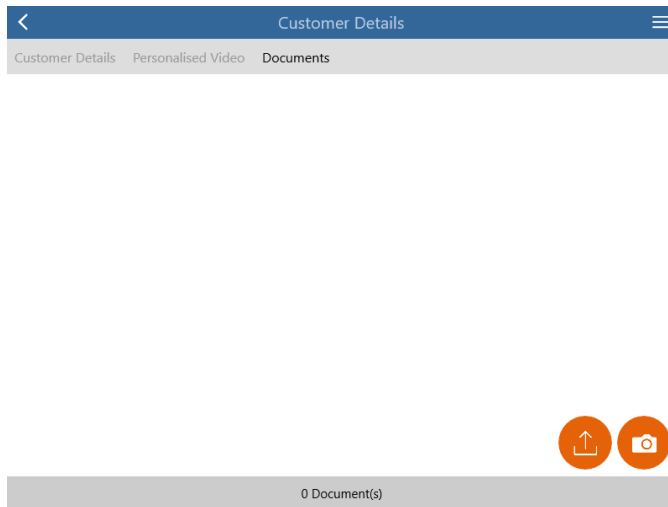 Customer Details
Customer Details Personalised Video Documents
0 Document(s)